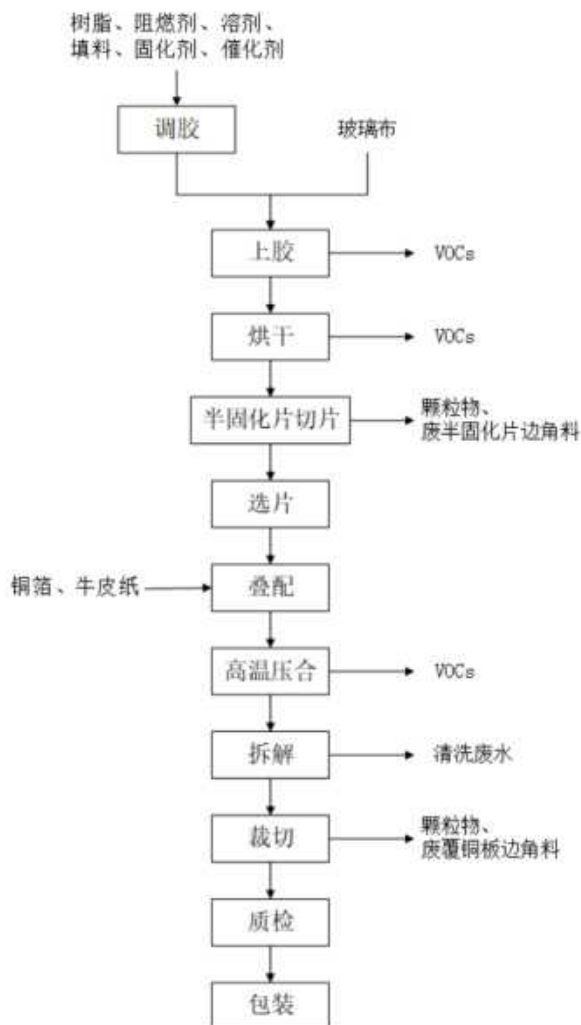 树脂、阻燃剂、溶剂、
填料、固化剂、催化剂
调胶
玻璃布
上胶
VOCs
烘干
VOCs
半固化片切片
颗粒物、
废半固化片边角料
选片
铜箔、牛皮纸
叠配
高温压合
VOCs
拆解
清洗废水
裁切
颗粒物、
废覆铜板边角料
质检
包装